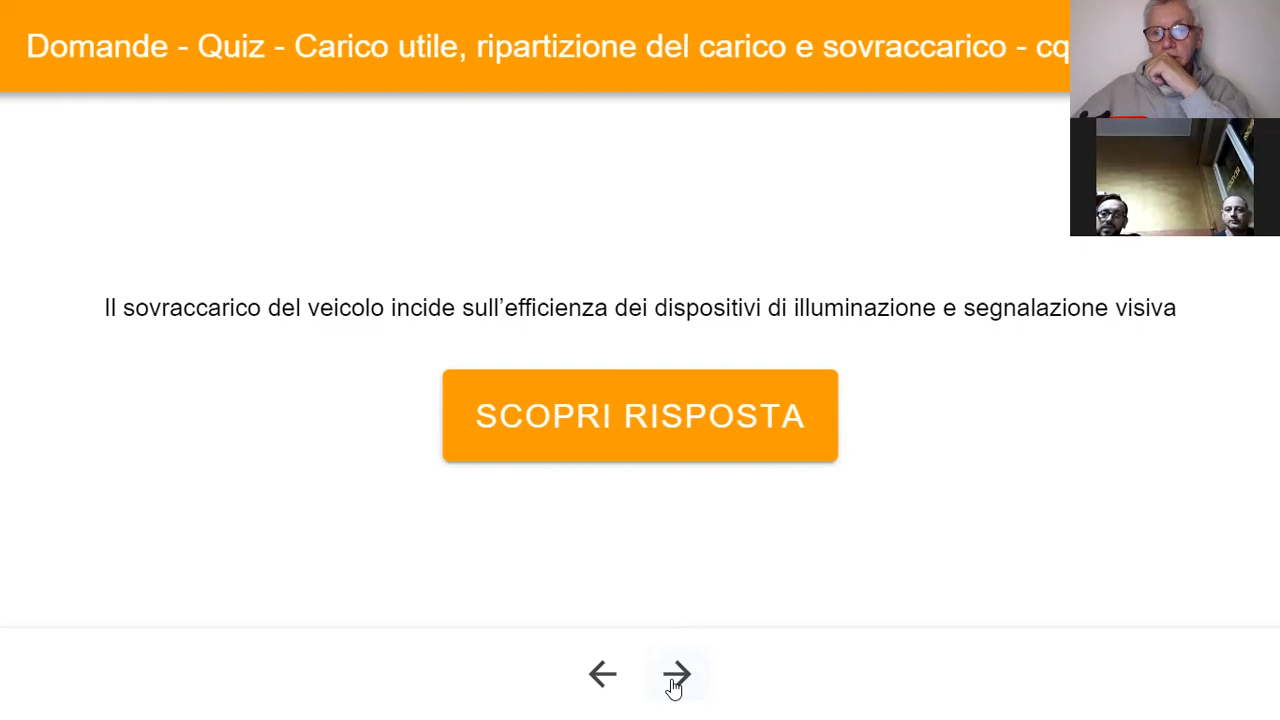 Domande - Quiz - Carico utile, ripartizione del carico e sovraccarico - cq
Il sovraccarico del veicolo incide sull’efficienza dei dispositivi di illuminazione e segnalazione visiva
SCOPRI RISPOSTA